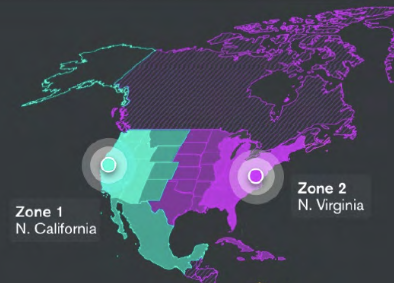 Zone 1
N. California
Zone 2
N. Virginia